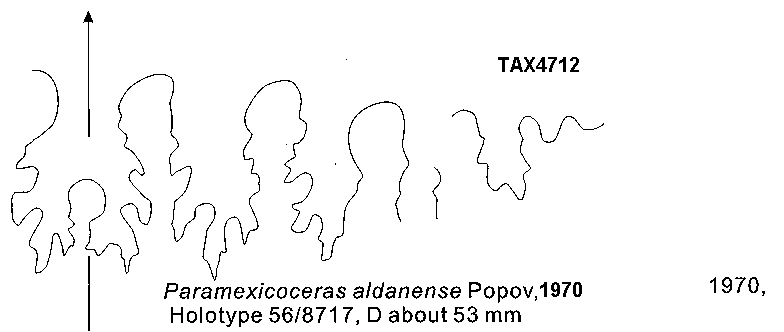 TAX4712
Paramexicoceras aldanense Popov,1970 1970,
Holotype 56/8717, D about 53 mm